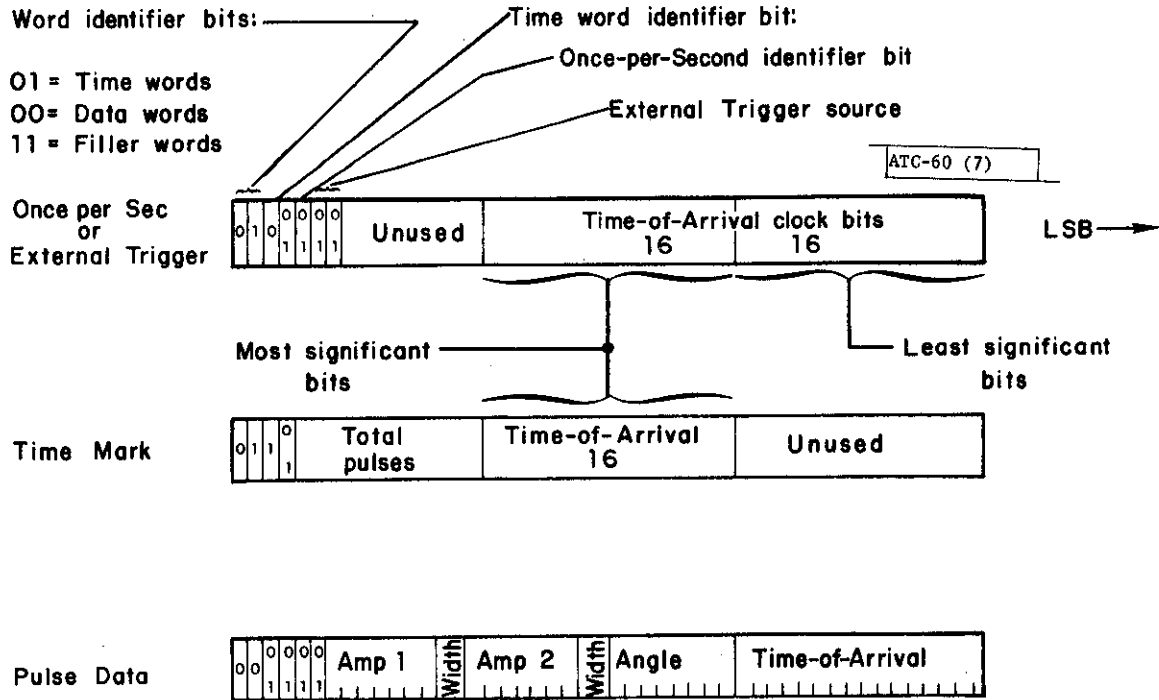 Word identifier bits:
Time word identifier bit:
Once-per-Second identifier bit
External Trigger source
01 = Time words
00= Data words
11 = Filler words
ATC-60 (7)
Once per Sec
or
External Trigger
0 1 0 0 1 0 1 0 1 0 1
Unused
Time-of-Arrival clock bits
16 16
LSB
Most significant
bits
Least significant
bits
Time Mark
0 1 1 0 1
Total
pulses
Time-of-Arrival
16
Unused
Pulse Data
0 0 0 1 0 1 0 1 0 1
Amp 1
Width
Amp 2
Width
Angle
Time-of-Arrival